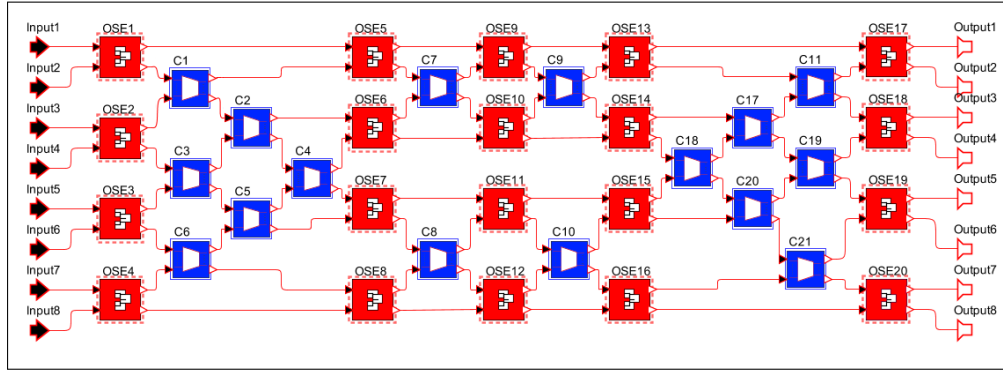 Input1 OSE1 OSE5 OSE9 OSE13 OSE17 Output1
Input2 C1 C7 C9 C11 Output2
Input3 OSE2 C2 OSE6 OSE10 OSE14 C17 OSE18 Output3
Input4 C3 C4 C18 C19 Output4
Input5 OSE3 C5 OSE7 OSE11 OSE15 C20 OSE19 Output5
Input6 C6 C8 C10 C21 Output6
Input7 OSE4 OSE8 OSE12 OSE16 OSE20 Output7
Input8 Output8